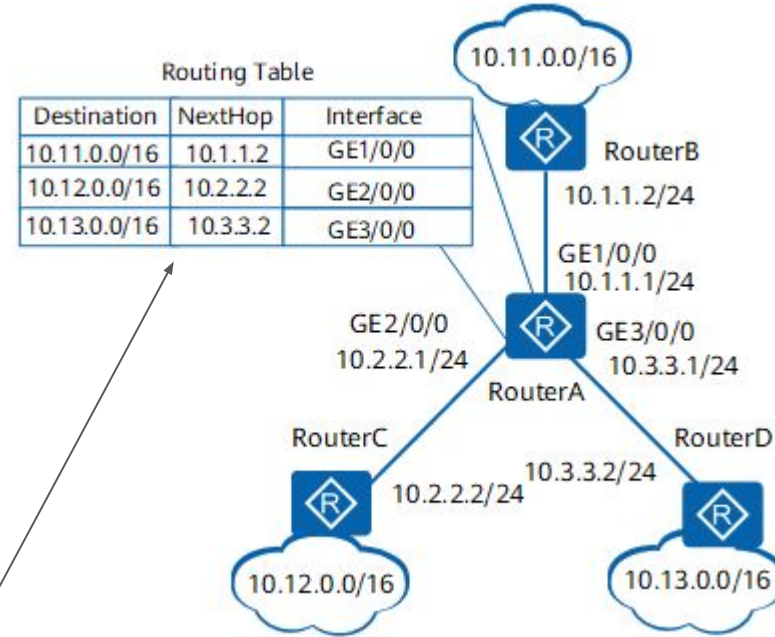 10.11.0.0/16
Routing Table
Destination NextHop Interface
10.11.0.0/16 10.1.1.2 GE1/0/0
10.12.0.0/16 10.2.2.2 GE2/0/0
10.13.0.0/16 10.3.3.2 GE3/0/0
R
RouterB
10.1.1.2/24
GE1/0/0
10.1.1.1/24
GE2/0/0
10.2.2.1/24
R
GE3/0/0
10.3.3.1/24
RouterA
RouterC
RouterD
10.3.3.2/24
10.2.2.2/24
R
R
10.12.0.0/16
10.13.0.0/16